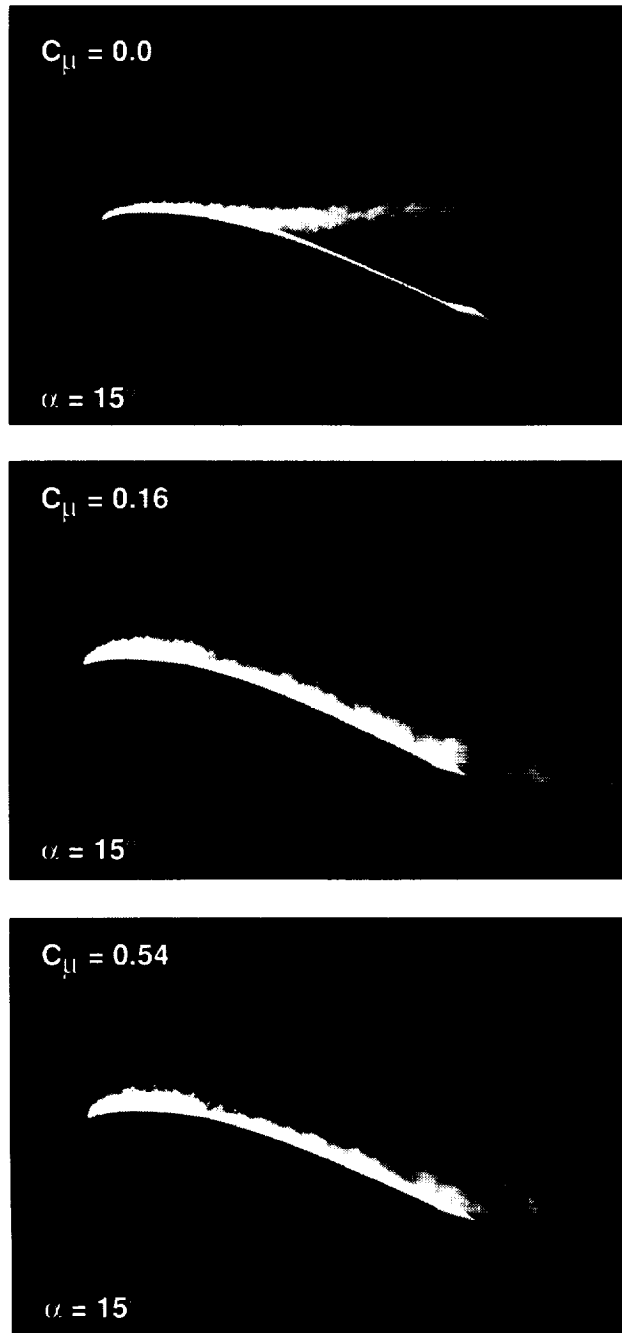 Cμ = 0.0
α = 15°
Cμ = 0.16
α = 15°
Cμ = 0.54
α = 15°